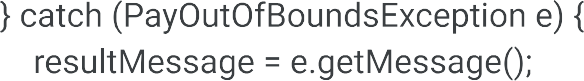 } catch (PayOutOfBoundsException e) {
resultMessage = e.getMessage();